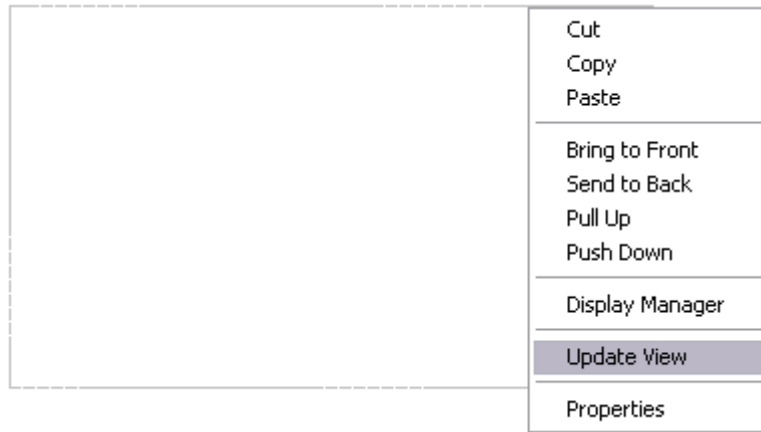 Cut
Copy
Paste
Bring to Front
Send to Back
Pull Up
Push Down
Display Manager
Update View
Properties